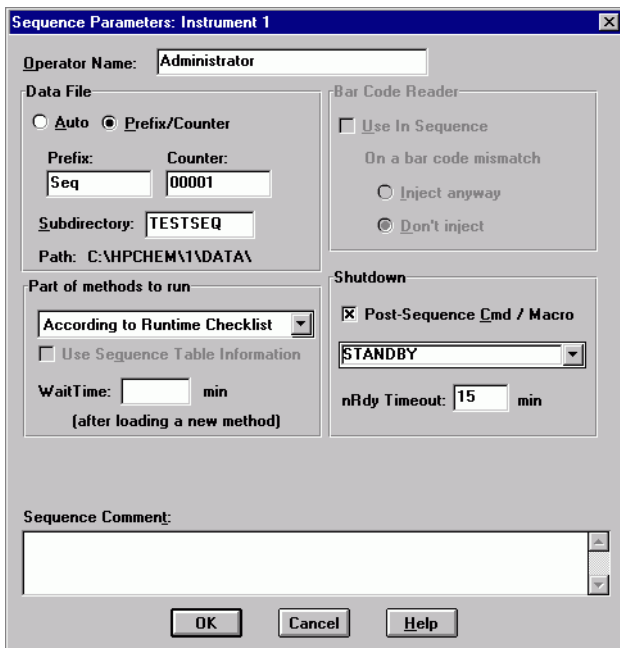 Sequence Parameters: Instrument 1
Operator Name: Administrator
Data File
Auto Prefix/Counter
Prefix: Counter:
Seq 00001
Subdirectory: TESTSEQ
Path: C:\HPCHEM\1\DATA\
Bar Code Reader
Use In Sequence
On a bar code mismatch
Inject anyway
Don't inject
Part of methods to run
According to Runtime Checklist
Use Sequence Table Information
WaitTime: min
(after loading a new method)
Shutdown
Post-Sequence Cmd / Macro
STANDBY
nRdy Timeout: 15 min
Sequence Comment:
OK Cancel Help